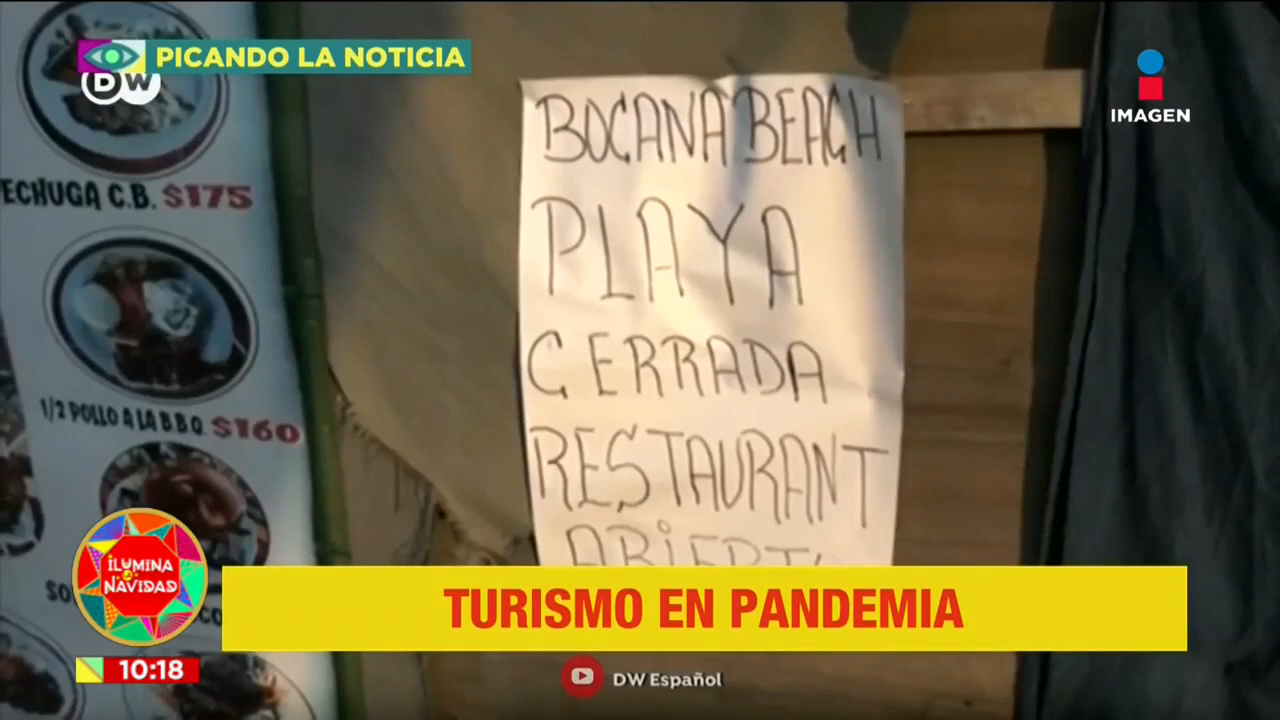 PICANDO LA NOTICIA
DW
IMAGEN
ECHUGA C.B. $175
1/2 POLLO A LA B B Q. $160
BOCANA BEACH
PLAYA
CERRADA
RESTAURANT
ABIERTO
ILUMINA
NAVIDAD
TURISMO EN PANDEMIA
10:18
DW Español